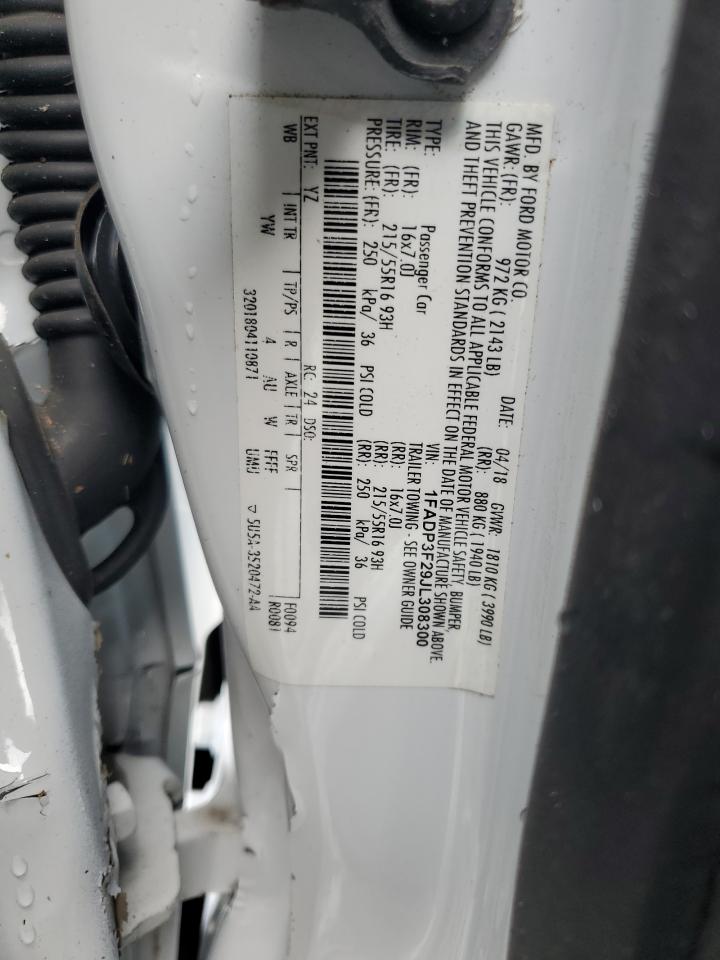 MFD. BY FORD MOTOR CO.
DATE: 04/18 GVWR: 1810 KG ( 3990 LB)
GAWR: (FR): 972 KG ( 2143 LB) (RR): 880 KG ( 1940 LB)
THIS VEHICLE CONFORMS TO ALL APPLICABLE FEDERAL MOTOR VEHICLE SAFETY, BUMPER,
AND THEFT PREVENTION STANDARDS IN EFFECT ON THE DATE OF MANUFACTURE SHOWN ABOVE.
VIN: 1FADP3F29JL308300
TYPE: Passenger Car TRAILER TOWING - SEE OWNER GUIDE
RIM: (FR): 16x7.0J (RR): 16x7.0J
TIRE: (FR): 215/55R16 93H (RR): 215/55R16 93H
PRESSURE: (FR): 250 kPa/ 36 PSI COLD (RR): 250 kPa/ 36 PSI COLD
EXT PNT: YZ RC: 24 DSO: F0094
WB INT TR TP/PS R AXLE TR SPR R0081
YW 4 AU W FFFF
3201804110871 UMU 5U5A-3520472-A4